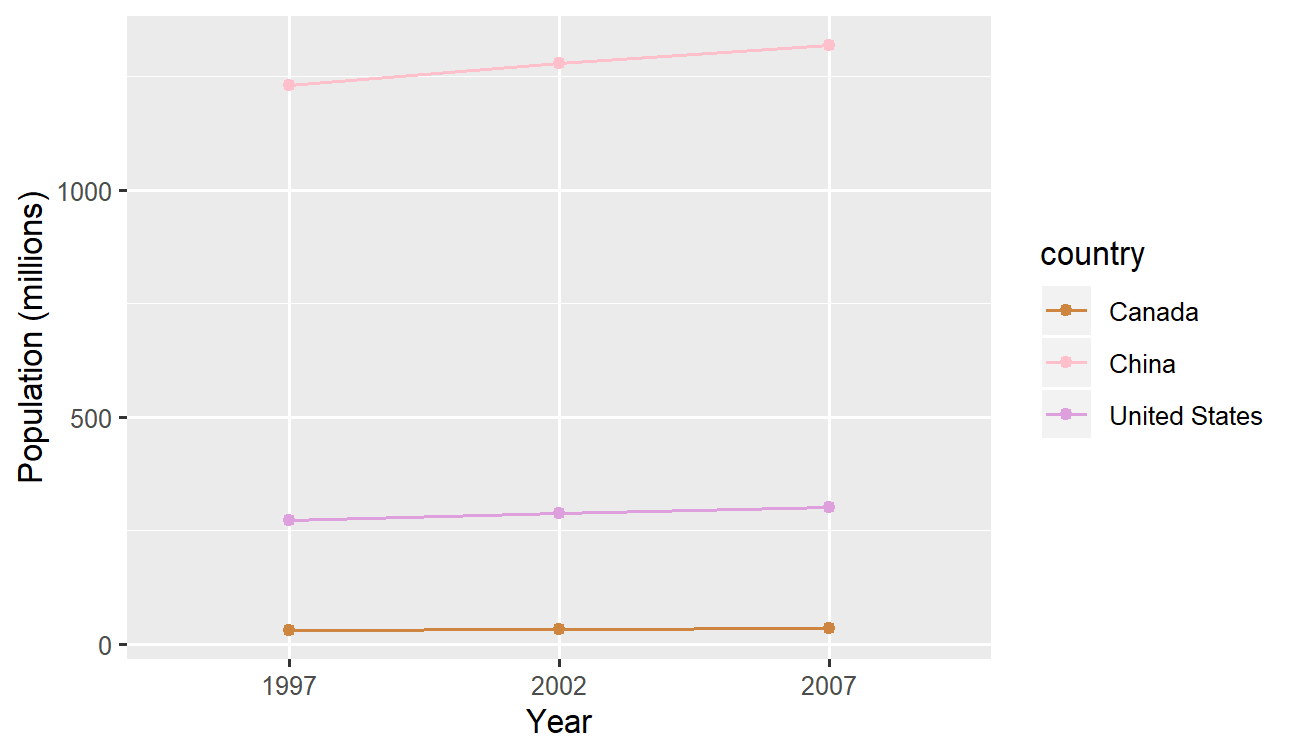 Population (millions)
1000
500
0
1997 2002 2007
Year
country
Canada
China
United States